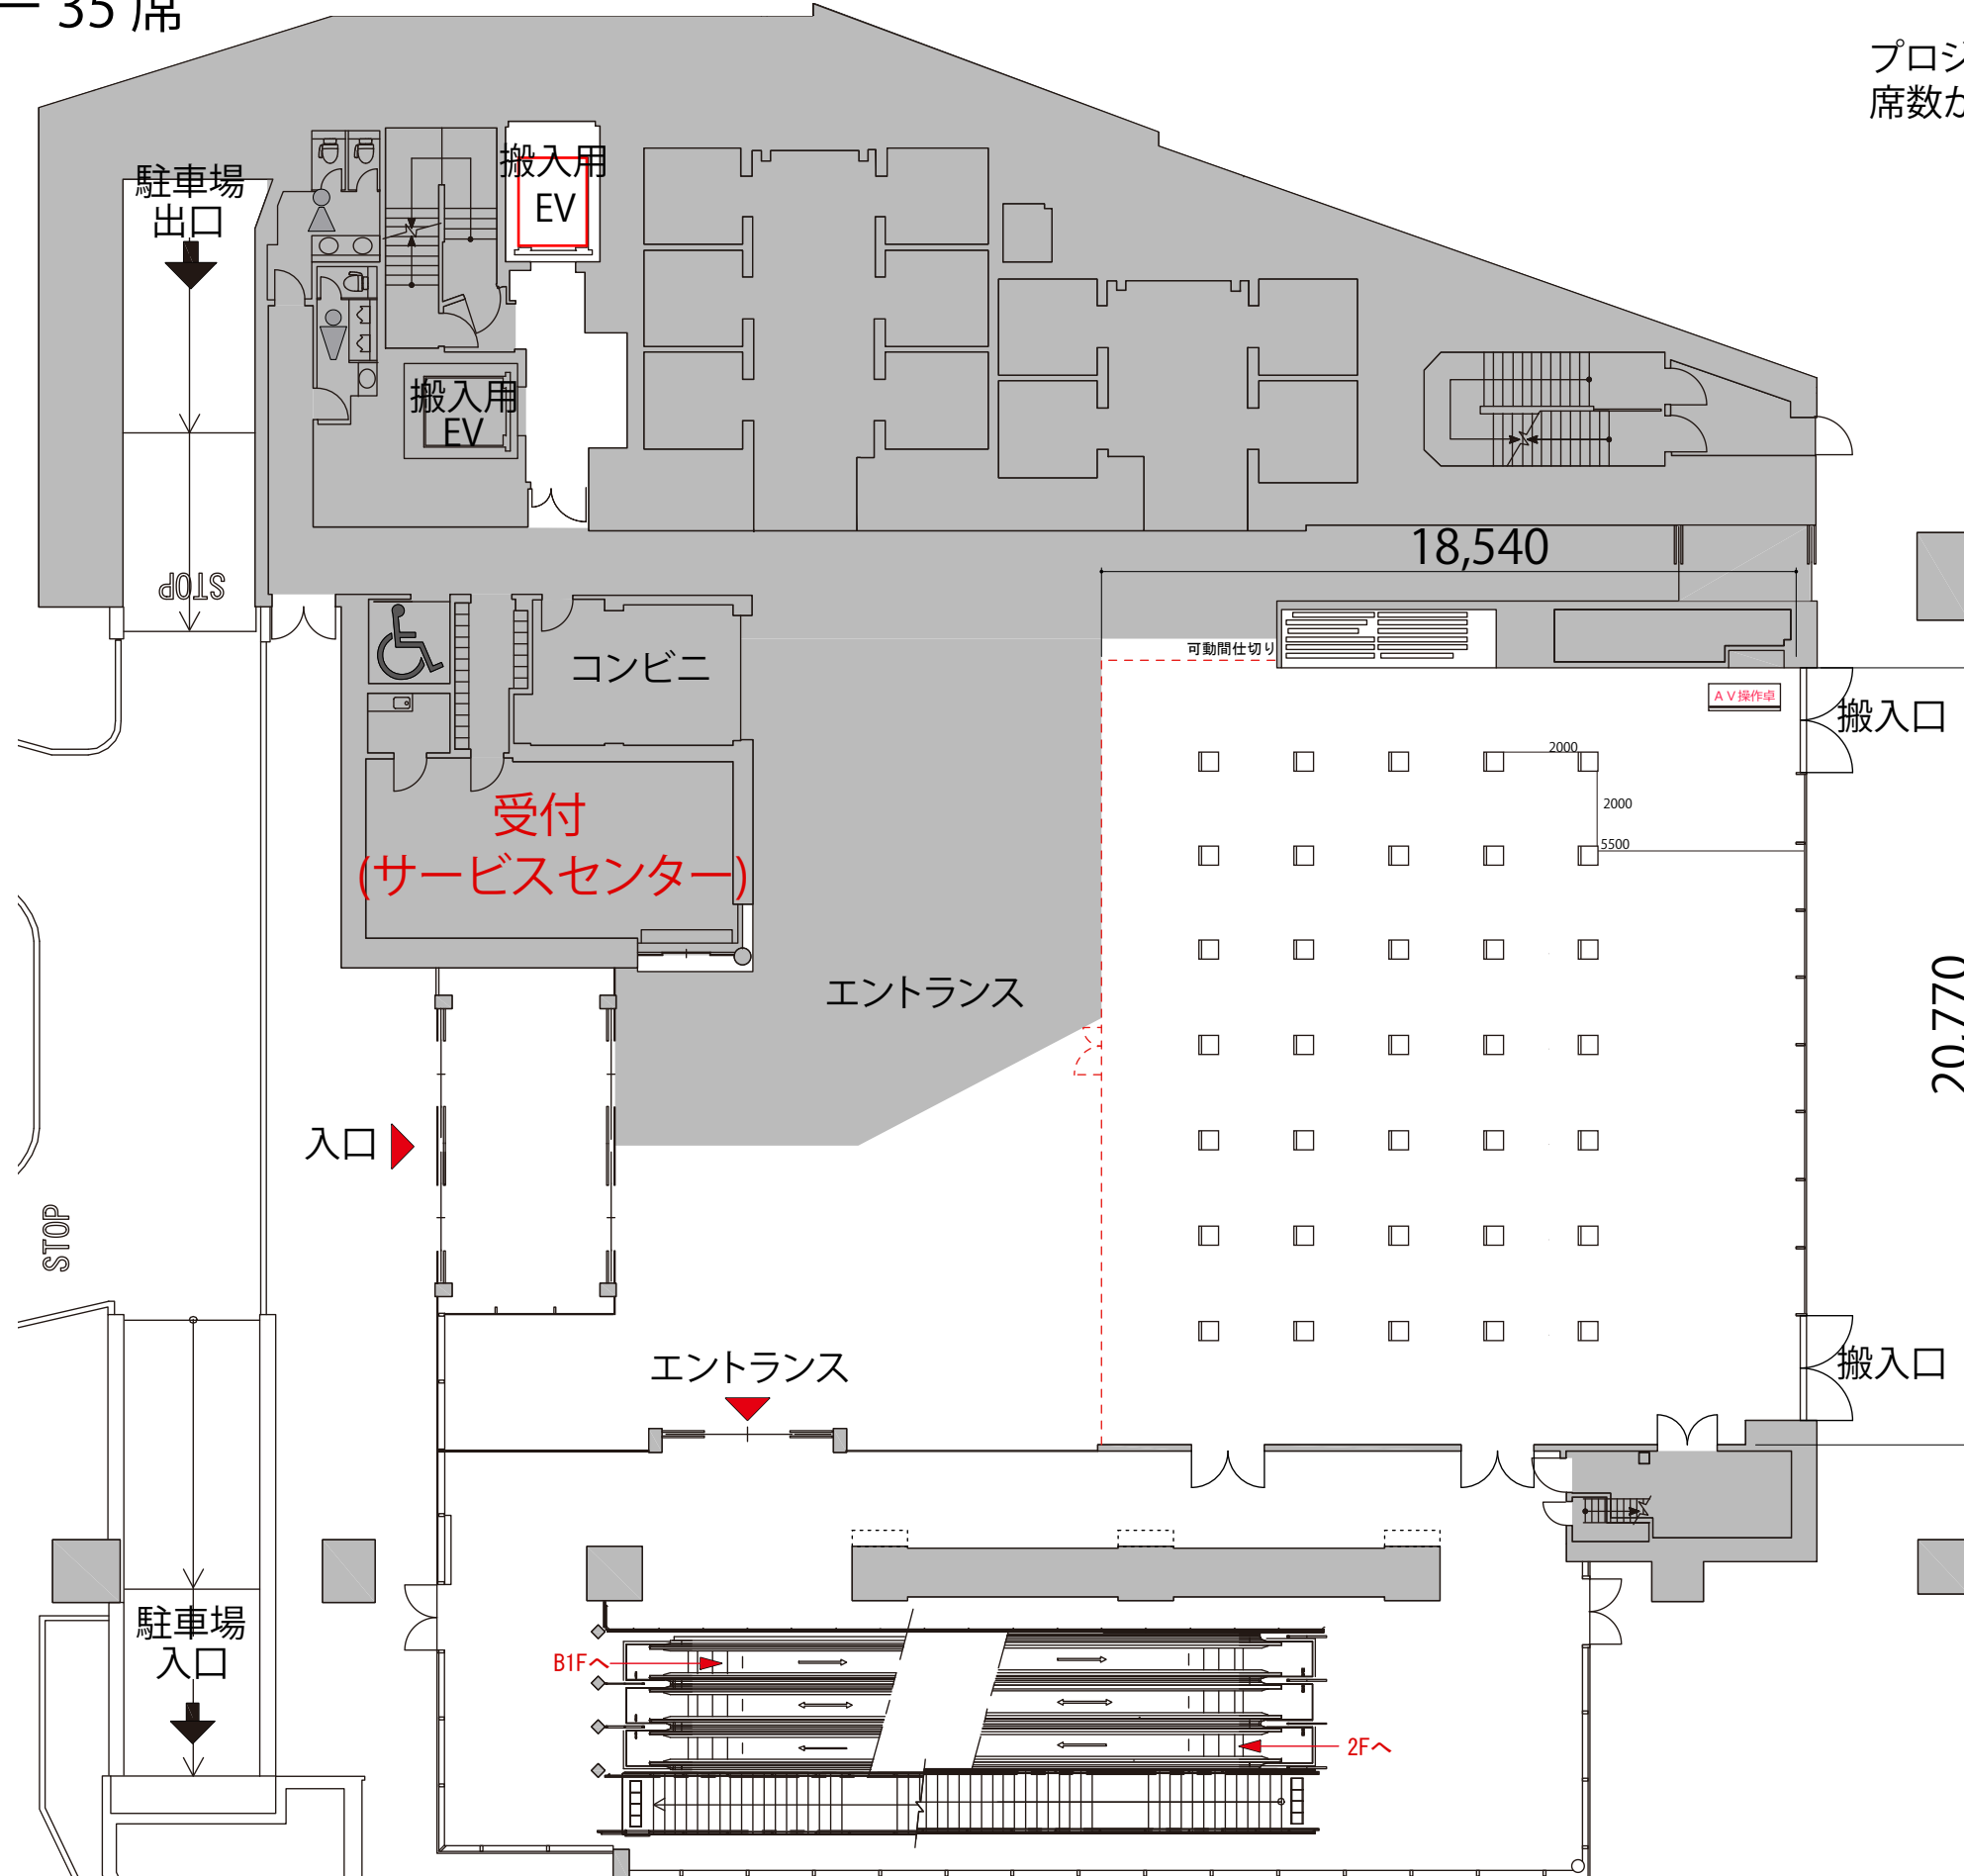 35 席
プロジ
席数が
駐車場
出口
搬入用
EV
搬入用
EV
STOP
18,540
可動間仕切り
コンビニ
AV操作卓
搬入口
2000
2000
5500
受付
(サービスセンター)
エントランス
20,770
入口
STOP
エントランス
搬入口
駐車場
入口
B1Fへ
2Fへ